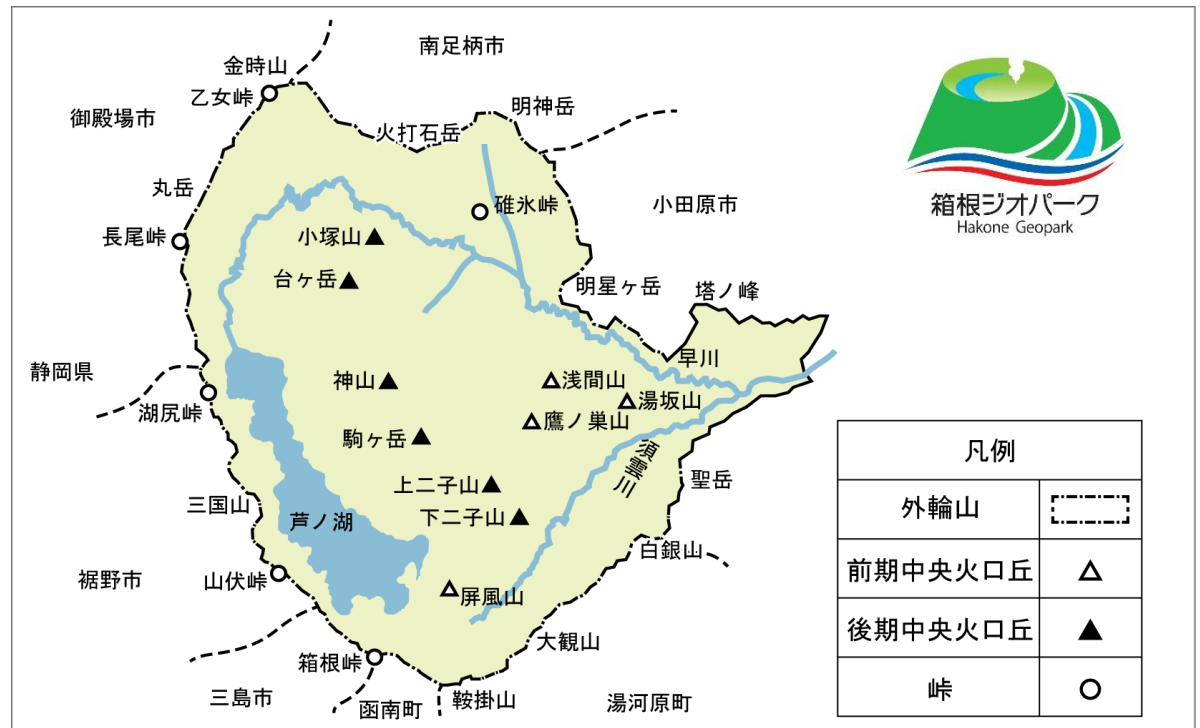 南足柄市
金時山
乙女峠
御殿場市
火打石岳
明神岳
丸岳
長尾峠
碓氷峠
小田原市
小塚山
台ヶ岳
明星ヶ岳
塔ノ峰
静岡県
湖尻峠
神山
浅間山
早川
湯坂山
鷹ノ巣山
駒ヶ岳
須雲川
聖岳
上二子山
三国山
芦ノ湖
下二子山
白銀山
裾野市
山伏峠
屏風山
大観山
箱根峠
三島市
函南町
鞍掛山
湯河原町
箱根ジオパーク
Hakone Geopark
凡例
外輪山
前期中央火口丘
後期中央火口丘
峠